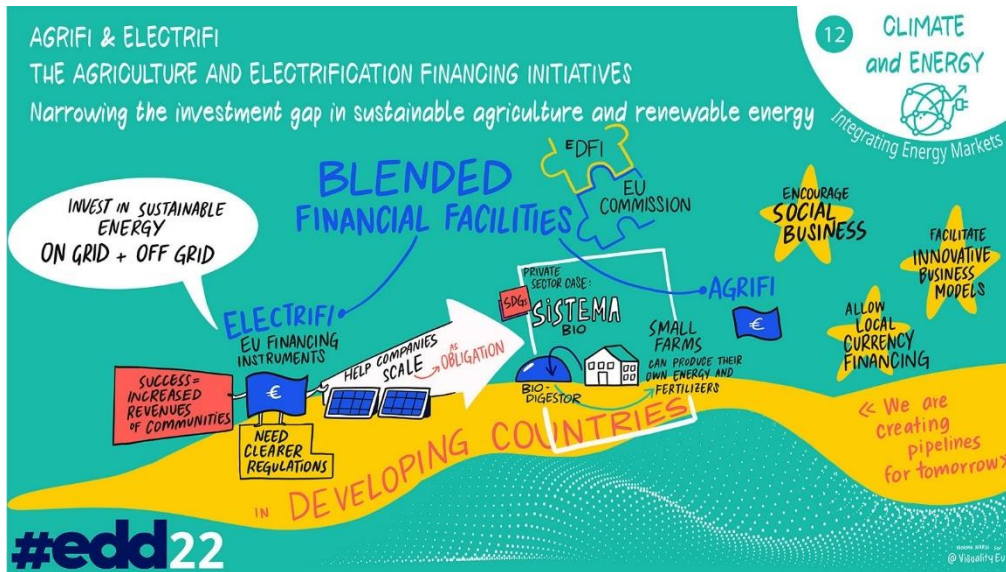 AGRIFI & ELECTRIFI
THE AGRICULTURE AND ELECTRIFICATION FINANCING INITIATIVES
Narrowing the investment gap in sustainable agriculture and renewable energy
12
CLIMATE
and ENERGY
Integrating Energy Markets
INVEST IN SUSTAINABLE
ENERGY
ON GRID + OFF GRID
BLENDED
FINANCIAL FACILITIES
EDFI
EU
COMMISSION
ENCOURAGE
SOCIAL
BUSINESS
FACILITATE
INNOVATIVE
BUSINESS
MODELS
ALLOW
LOCAL
CURRENCY
FINANCING
ELECTRIFI
EU FINANCING
INSTRUMENTS
€
SUCCESS=
INCREASED
REVENUES
OF COMMUNITIES
NEED
CLEARER
REGULATIONS
HELP COMPANIES
SCALE
AS
OBLIGATION
PRIVATE
SECTOR CASE:
SDGs
SISTEMA
BIO
BIO-
DIGESTOR
SMALL
FARMS
CAN PRODUCE THEIR
OWN ENERGY AND
FERTILIZERS
AGRIFI
€
IN DEVELOPING COUNTRIES
« We are
creating
pipelines
for tomorrow»
#edd22
@ Visuality Eu